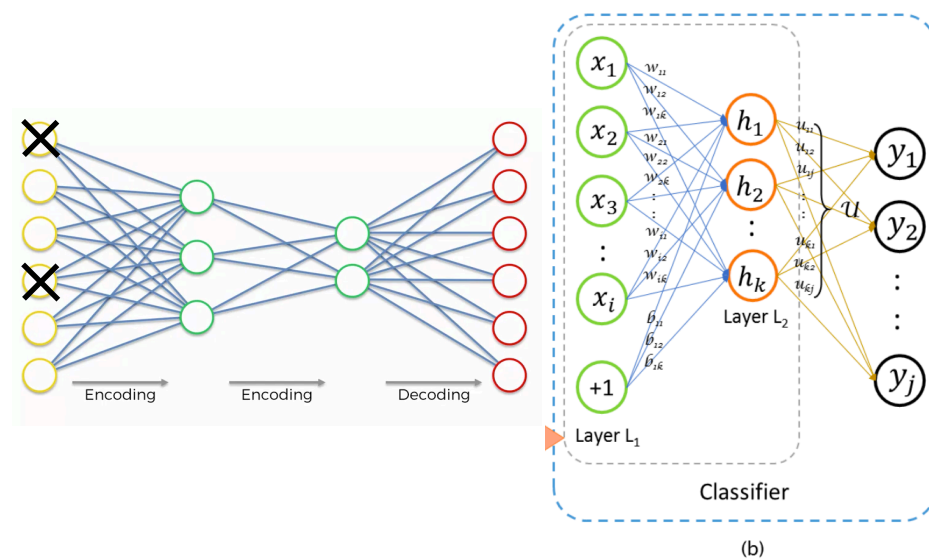 Encoding
Encoding
Decoding
x₁
x₂
x₃
⋮
xᵢ
+1
Layer L₁
w₁₁
w₁₂
w₁ₖ
w₂₁
w₂₂
w₂ₖ
⋮
wᵢ₁
wᵢ₂
wᵢₖ
b₁₁
b₁₂
b₁ₖ
h₁
h₂
⋮
hₖ
Layer L₂
u₁₁
u₁₂
u₁ⱼ
⋮
uₖ₁
uₖ₂
uₖⱼ
U
y₁
y₂
⋮
yⱼ
Classifier
(b)